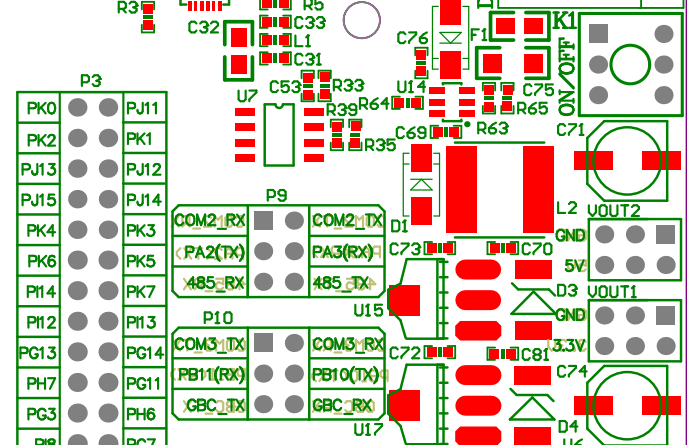 R3
R5
C32
C33
L1
C31
C76
F1
K1
ON/OFF
P3
C53
R33
U14
C75
U7
R64
R65
R39
R35
C69
R63
C71
PK0 PJ11
PK2 PK1
PJ13 PJ12
PJ15 PJ14
PK4 PK3
PK6 PK5
PI14 PK7
PI12 PI13
PG13 PG14
PH7 PG11
PG3 PH6
PI8 PG7
P9
COM2_RX COM2_TX
PA2(TX) PA3(RX)
485_RX 485_TX
P10
COM3_TX COM3_RX
PB11(RX) PB10(TX)
GBC_TX GBC_RX
D1
L2
VOUT2
GND
5V
C73
C70
U15
D3
VOUT1
GND
3.3V
C72
C81
C74
U17
D4
U6